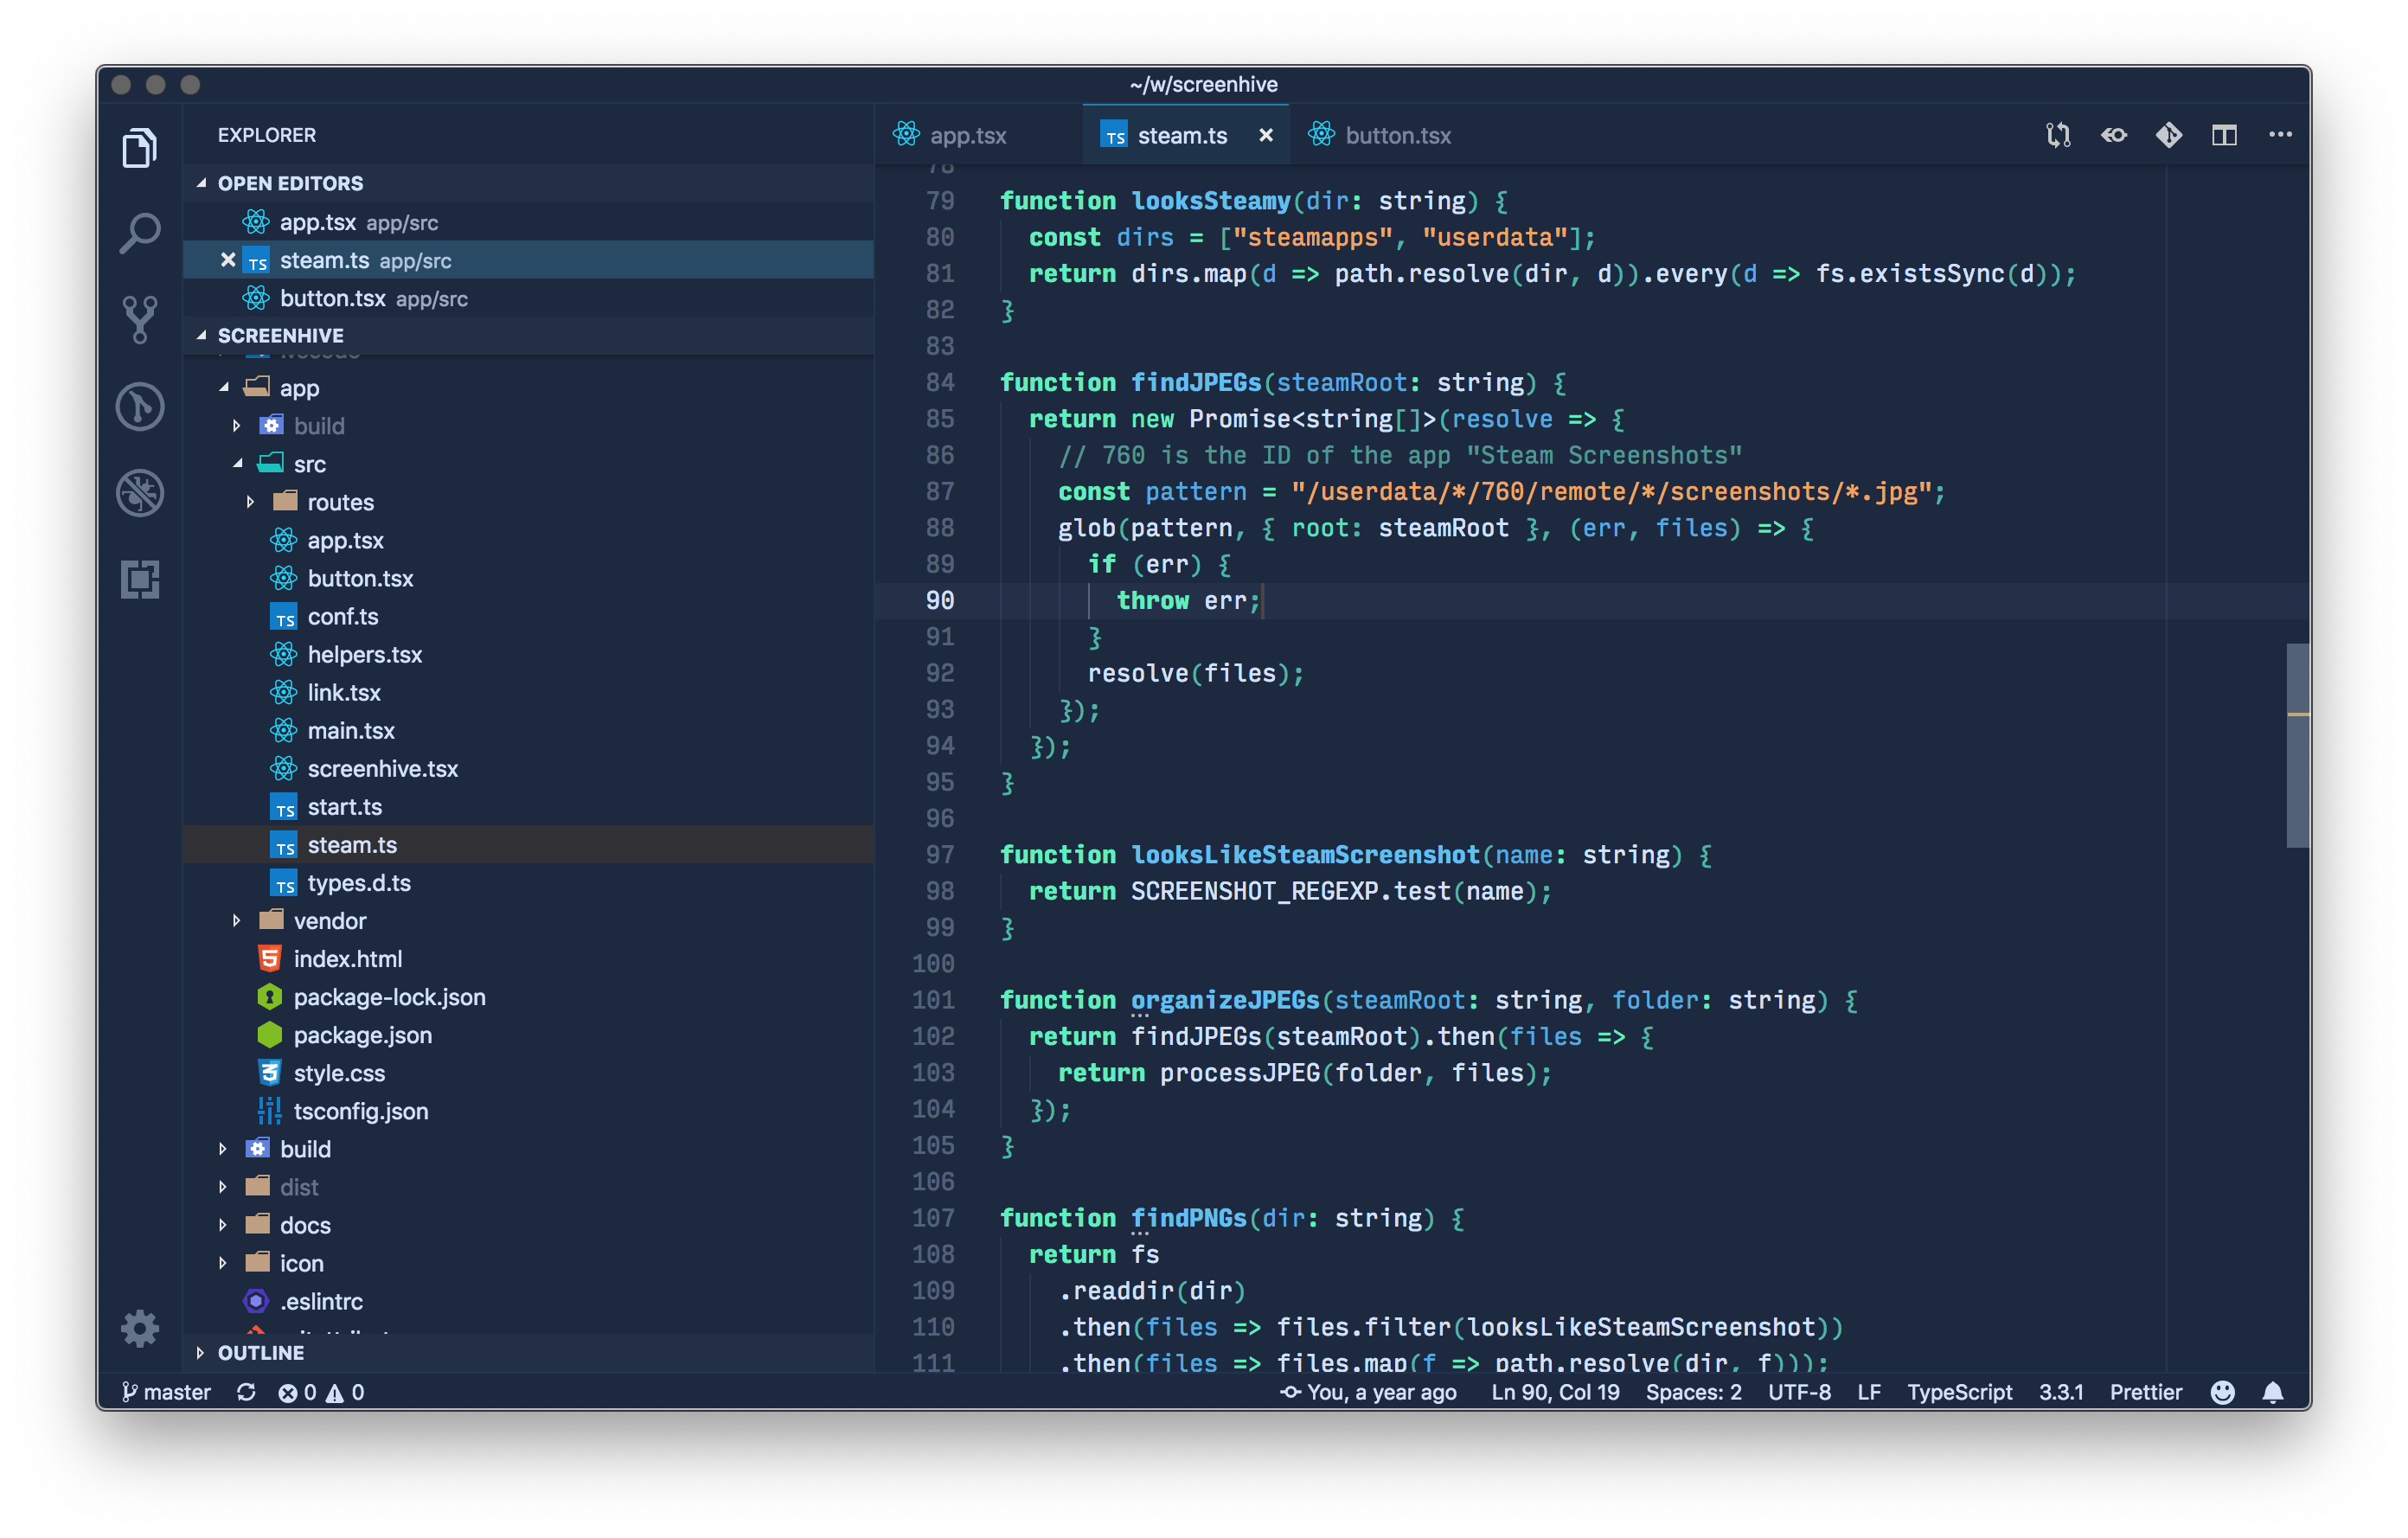 ~/w/screenhive
EXPLORER
OPEN EDITORS
app.tsx app/src
steam.ts app/src
button.tsx app/src
SCREENHIVE
app
build
src
routes
app.tsx
button.tsx
conf.ts
helpers.tsx
link.tsx
main.tsx
screenhive.tsx
start.ts
steam.ts
types.d.ts
vendor
index.html
package-lock.json
package.json
style.css
tsconfig.json
build
dist
docs
icon
.eslintrc
OUTLINE
app.tsx steam.ts button.tsx
78
79 function looksSteamy(dir: string) {
80 const dirs = ["steamapps", "userdata"];
81 return dirs.map(d => path.resolve(dir, d)).every(d => fs.existsSync(d));
82 }
83
84 function findJPEGs(steamRoot: string) {
85 return new Promise<string[]>(resolve => {
86 // 760 is the ID of the app "Steam Screenshots"
87 const pattern = "/userdata/*/760/remote/*/screenshots/*.jpg";
88 glob(pattern, { root: steamRoot }, (err, files) => {
89 if (err) {
90 throw err;
91 }
92 resolve(files);
93 });
94 });
95 }
96
97 function looksLikeSteamScreenshot(name: string) {
98 return SCREENSHOT_REGEXP.test(name);
99 }
100
101 function organizeJPEGs(steamRoot: string, folder: string) {
102 return findJPEGs(steamRoot).then(files => {
103 return processJPEG(folder, files);
104 });
105 }
106
107 function findPNGs(dir: string) {
108 return fs
109 .readdir(dir)
110 .then(files => files.filter(looksLikeSteamScreenshot))
111 .then(files => files.map(f => path.resolve(dir, f)));
master 0 0 You, a year ago Ln 90, Col 19 Spaces: 2 UTF-8 LF TypeScript 3.3.1 Prettier